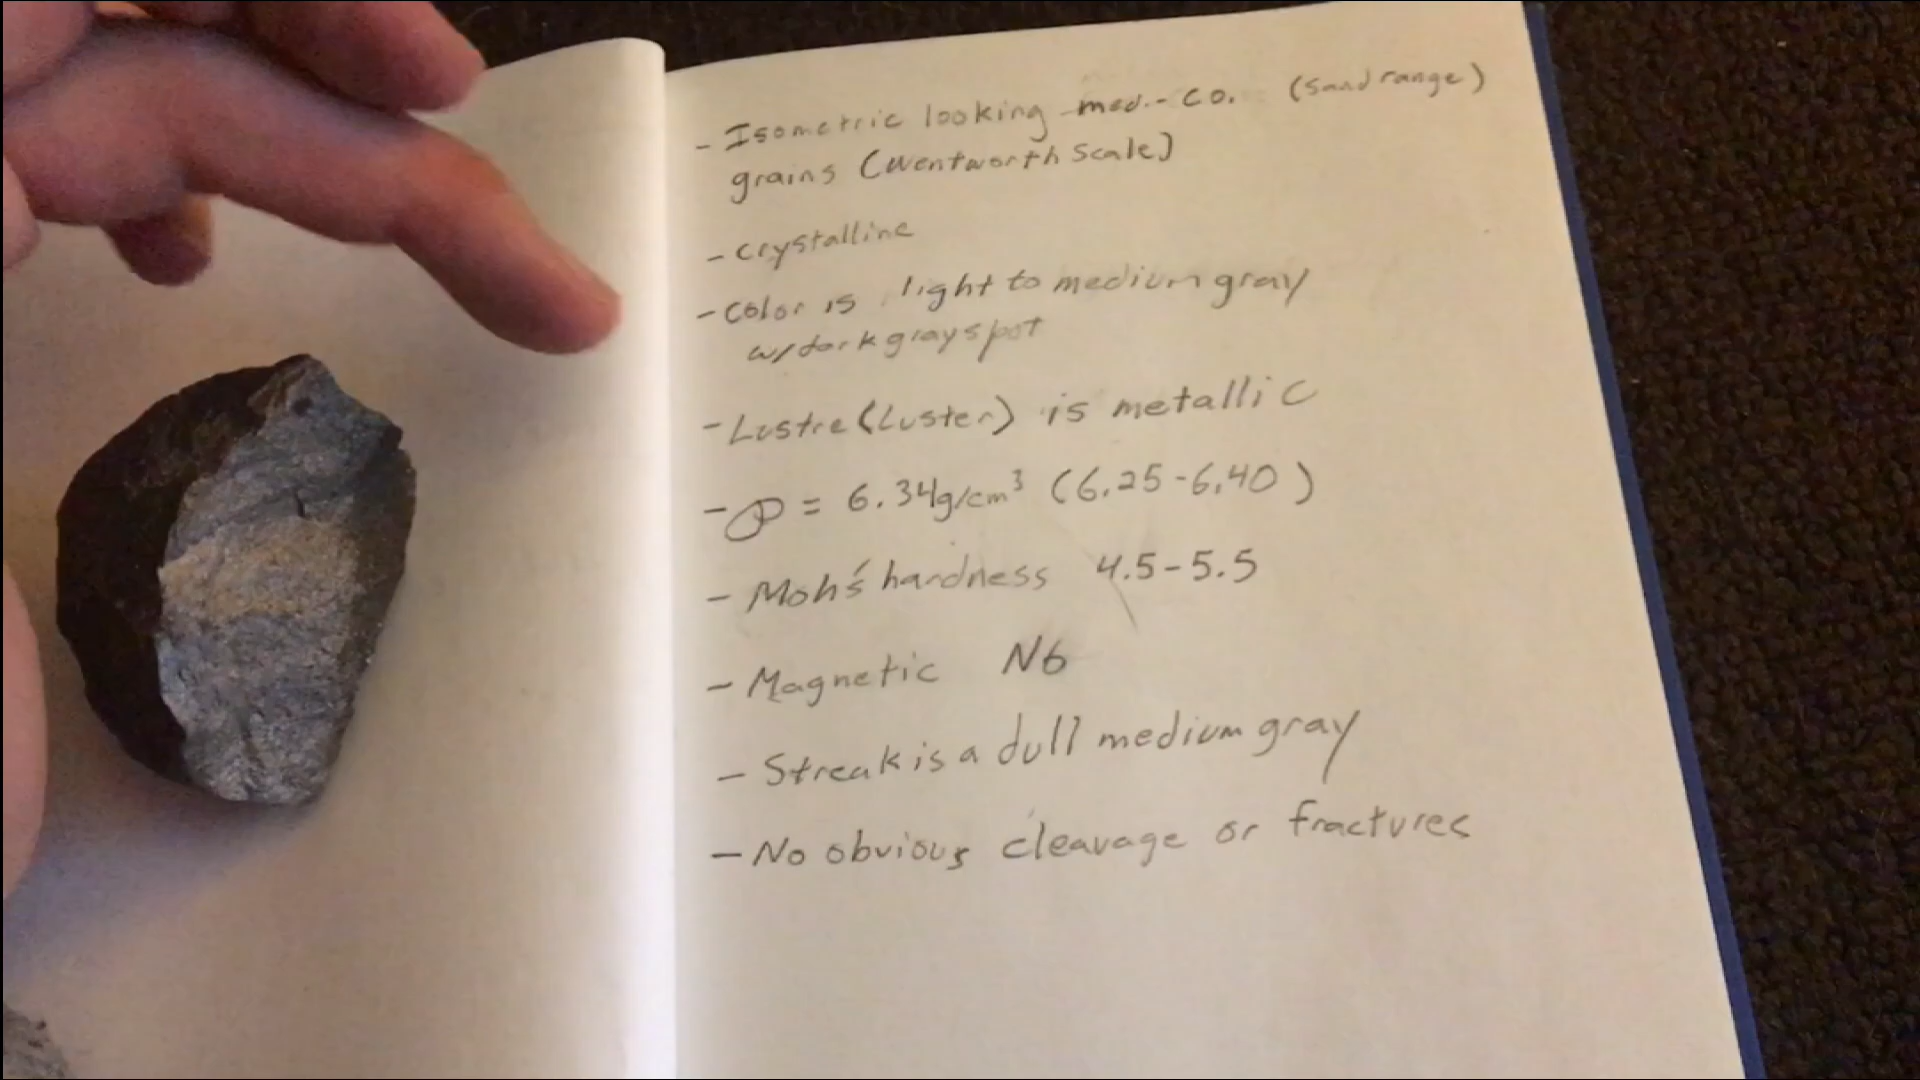 - Isometric looking med.- co. (sand range)
grains (Wentworth Scale)
- Crystalline
- Color is light to medium gray
w/dark gray spot
- Lustre (Luster) is metallic
- ρ = 6.34g/cm³ (6.25-6.40)
- Moh's hardness 4.5-5.5
- Magnetic No
- Streak is a dull medium gray
- No obvious cleavage or fractures